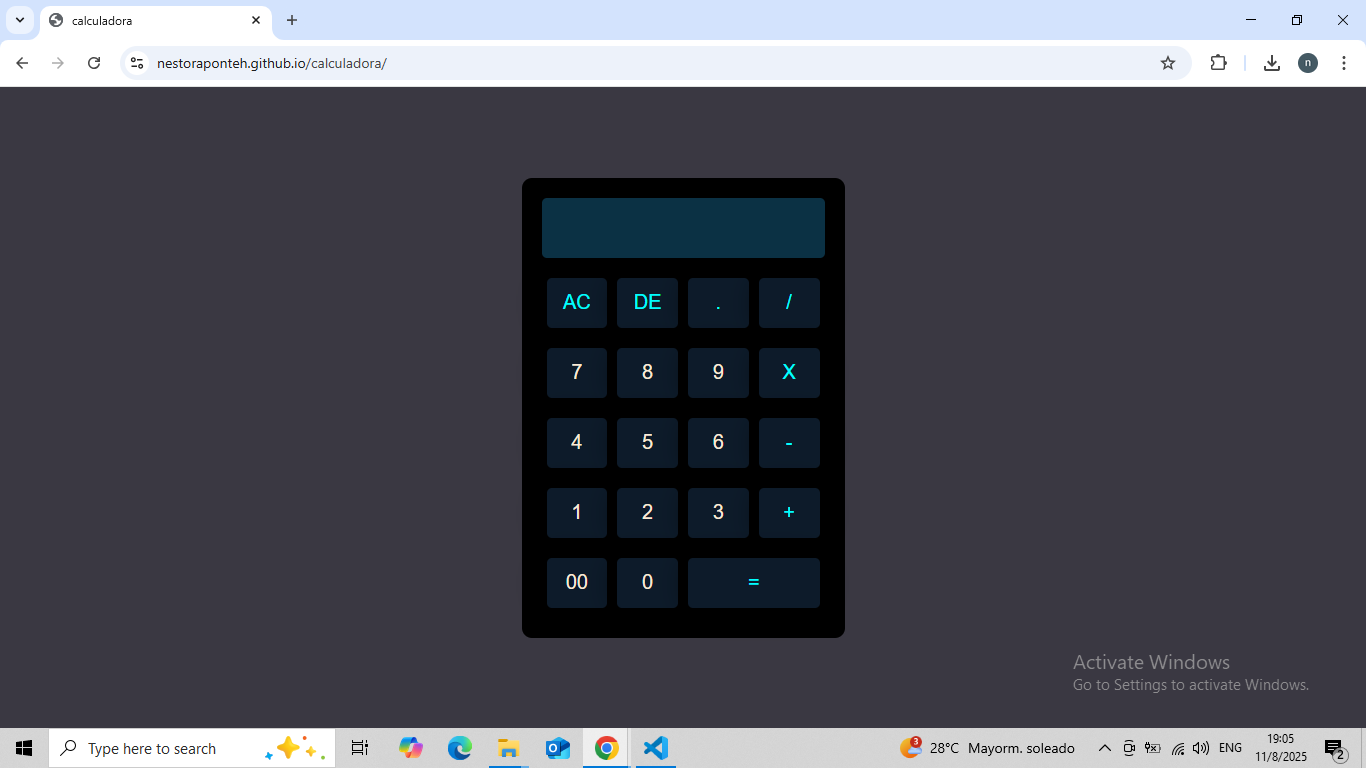 calculadora
nestoraponteh.github.io/calculadora/
n
AC DE . /
7 8 9 X
4 5 6 -
1 2 3 +
00 0 =
Activate Windows
Go to Settings to activate Windows.
Type here to search
3
28°C Mayorm. soleado
ENG
19:05
11/8/2025
2